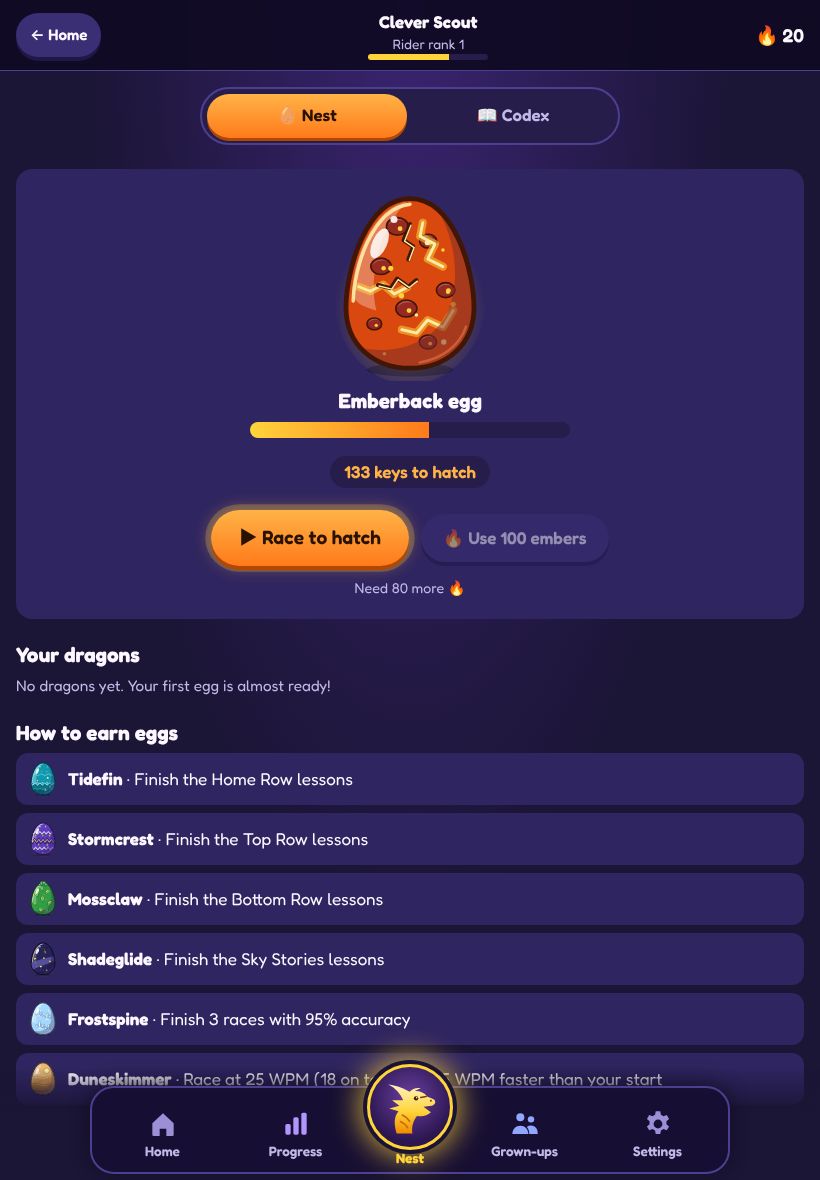 ← Home
Clever Scout
Rider rank 1
🔥 20
🥚 Nest
📖 Codex
Emberback egg
133 keys to hatch
▶ Race to hatch
🔥 Use 100 embers
Need 80 more 🔥
Your dragons
No dragons yet. Your first egg is almost ready!
How to earn eggs
Tidefin · Finish the Home Row lessons
Stormcrest · Finish the Top Row lessons
Mossclaw · Finish the Bottom Row lessons
Shadeglide · Finish the Sky Stories lessons
Frostspine · Finish 3 races with 95% accuracy
Duneskimmer · Race at 25 WPM (18 on WPM faster than your start
Home
Progress
Nest
Grown-ups
Settings